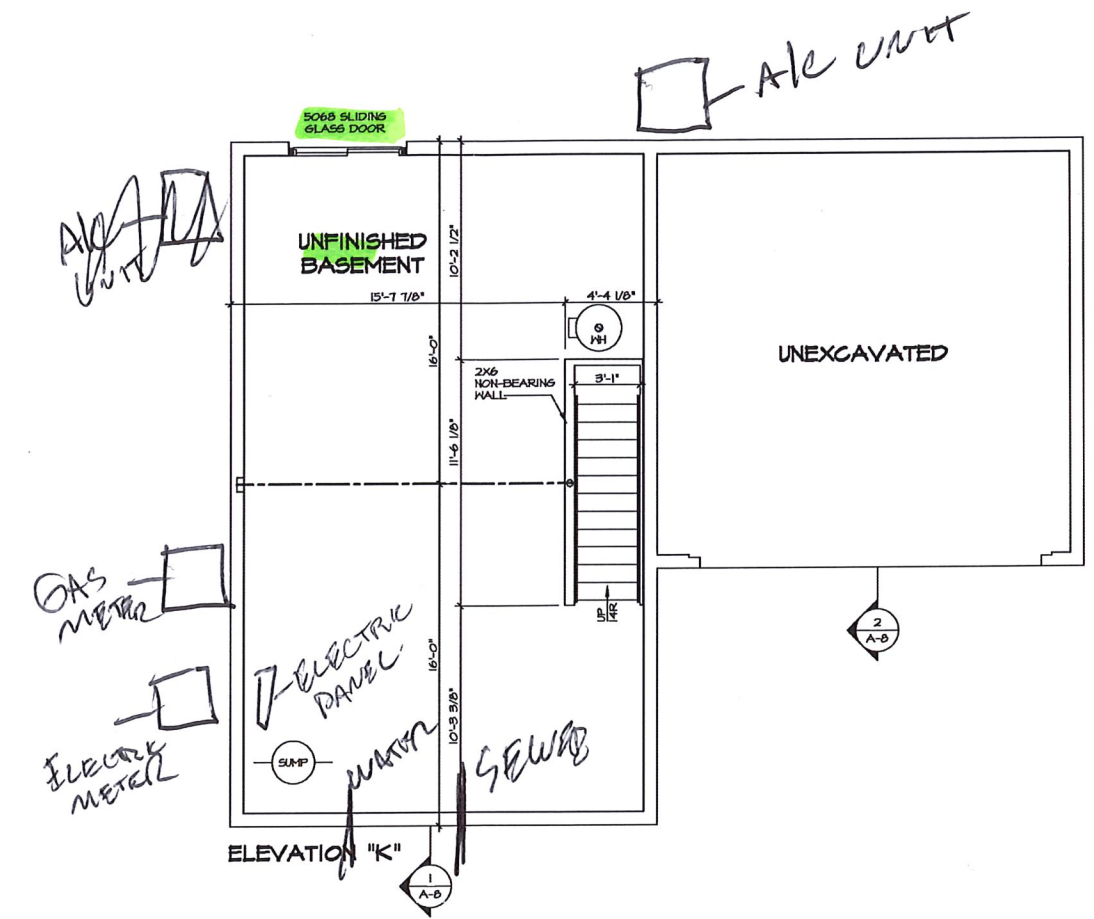 A/C UNIT
5068 SLIDING
GLASS DOOR
A/C
UNIT
UNFINISHED
BASEMENT
10'-2 1/2"
15'-7 7/8"
4'-4 1/8"
WH
16'-0"
UNEXCAVATED
2X6
NON-BEARING
WALL
3'-1"
11'-6 1/8"
GAS
METER
UP
14R
2
A-8
ELECTRIC
PANEL
16'-0"
10'-3 3/8"
ELECTRIC
METER
SUMP
WATER
SEWER
ELEVATION "K"
1
A-8